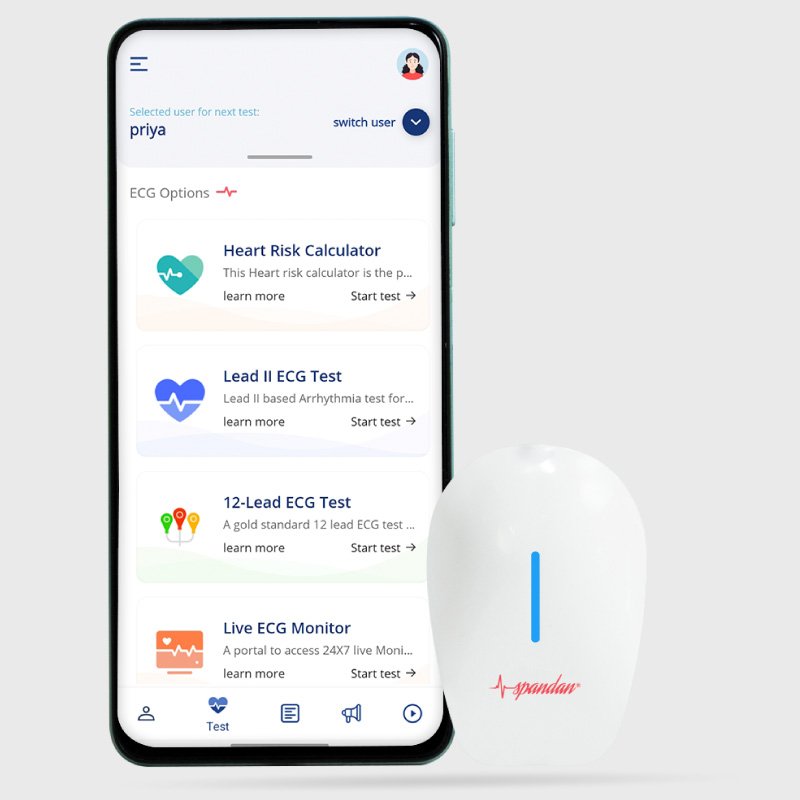 Selected user for next test:
priya
switch user
ECG Options
Heart Risk Calculator
This Heart risk calculator is the p...
learn more
Start test →
Lead II ECG Test
Lead II based Arrhythmia test for...
learn more
Start test →
12-Lead ECG Test
A gold standard 12 lead ECG test ...
learn more
Start test →
Live ECG Monitor
A portal to access 24X7 live Moni...
learn more
Start test →
Test
spandan®